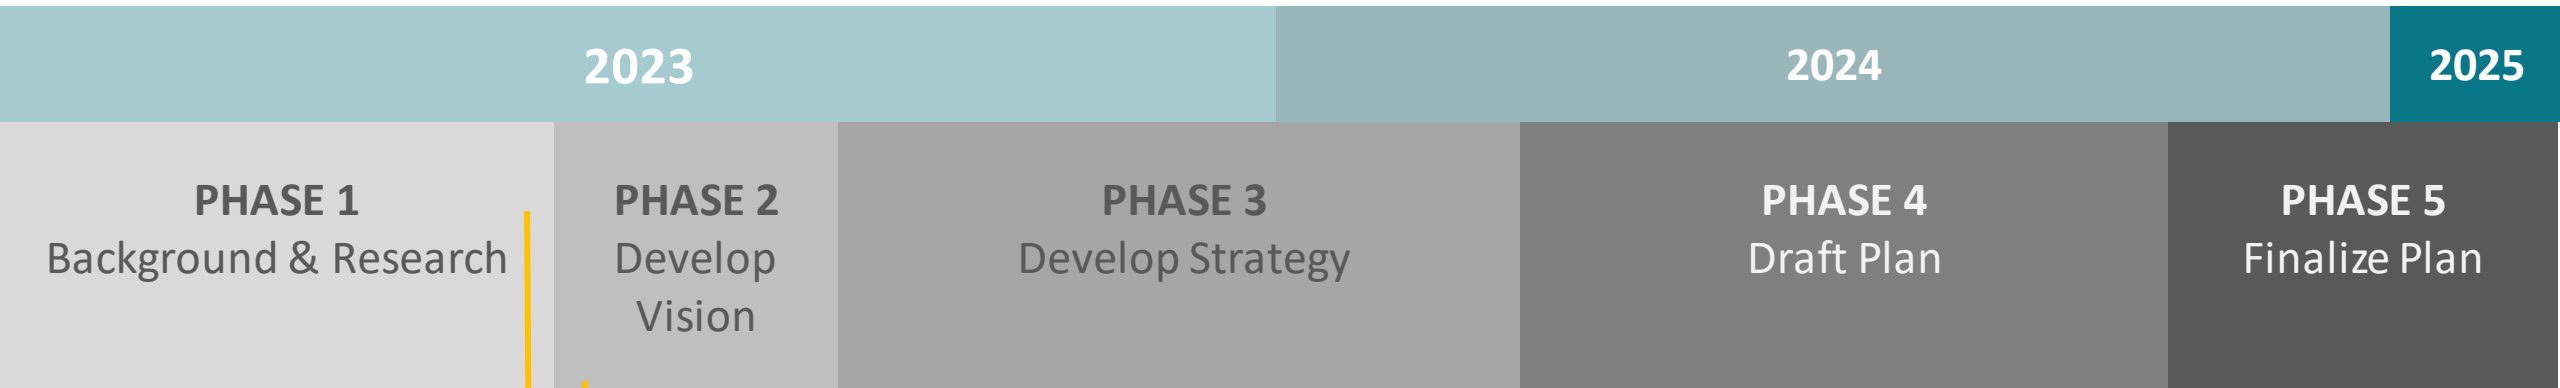 2023
2024
2025
PHASE 1
Background & Research
PHASE 2
Develop
Vision
PHASE 3
Develop Strategy
PHASE 4
Draft Plan
PHASE 5
Finalize Plan